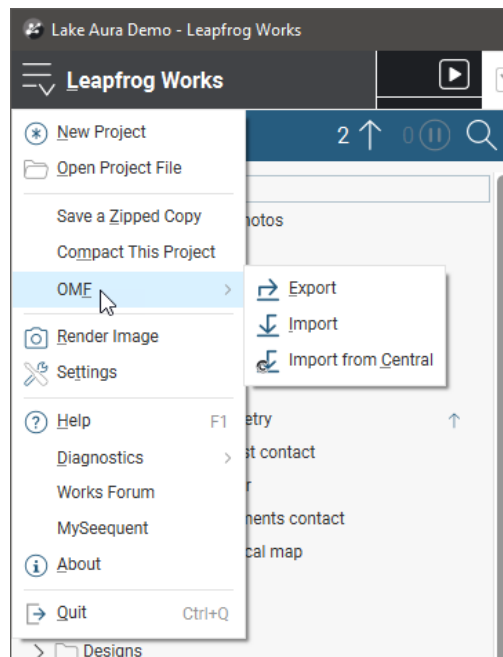 Lake Aura Demo - Leapfrog Works
Leapfrog Works
2 0
New Project
Open Project File
Save a Zipped Copy
notos
Compact This Project
OMF
Export
Import
Render Image
Import from Central
Settings
Help F1
etry
Diagnostics
st contact
Works Forum
r
MySeequent
ments contact
About
cal map
Quit Ctrl+Q
Designs